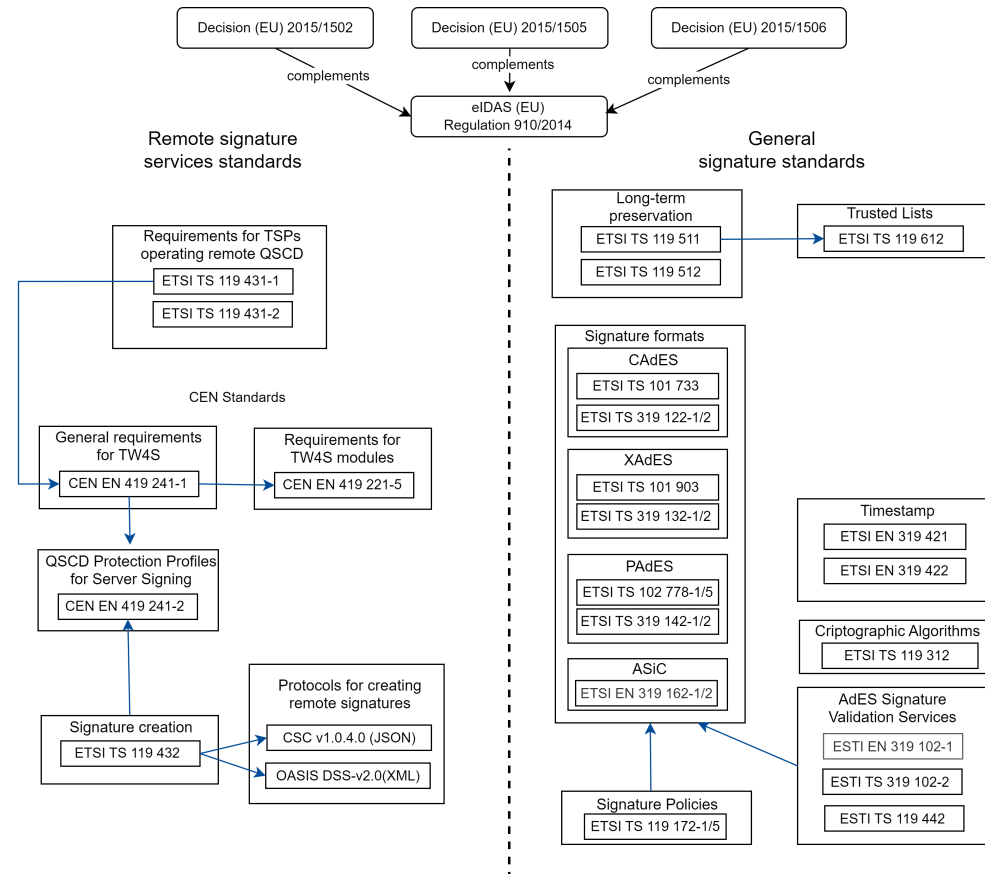 Decision (EU) 2015/1502
Decision (EU) 2015/1505
Decision (EU) 2015/1506
complements
complements
complements
eIDAS (EU)
Regulation 910/2014
Remote signature
services standards
General
signature standards
Requirements for TSPs
operating remote QSCD
ETSI TS 119 431-1
ETSI TS 119 431-2
CEN Standards
General requirements
for TW4S
CEN EN 419 241-1
Requirements for
TW4S modules
CEN EN 419 221-5
QSCD Protection Profiles
for Server Signing
CEN EN 419 241-2
Signature creation
ETSI TS 119 432
Protocols for creating
remote signatures
CSC v1.0.4.0 (JSON)
OASIS DSS-v2.0(XML)
Long-term
preservation
ETSI TS 119 511
ETSI TS 119 512
Trusted Lists
ETSI TS 119 612
Signature formats
CAdES
ETSI TS 101 733
ETSI TS 319 122-1/2
XAdES
ETSI TS 101 903
ETSI TS 319 132-1/2
PAdES
ETSI TS 102 778-1/5
ETSI TS 319 142-1/2
ASiC
ETSI EN 319 162-1/2
Signature Policies
ETSI TS 119 172-1/5
Timestamp
ETSI EN 319 421
ETSI EN 319 422
Criptographic Algorithms
ETSI TS 119 312
AdES Signature
Validation Services
ESTI EN 319 102-1
ESTI TS 319 102-2
ESTI TS 119 442